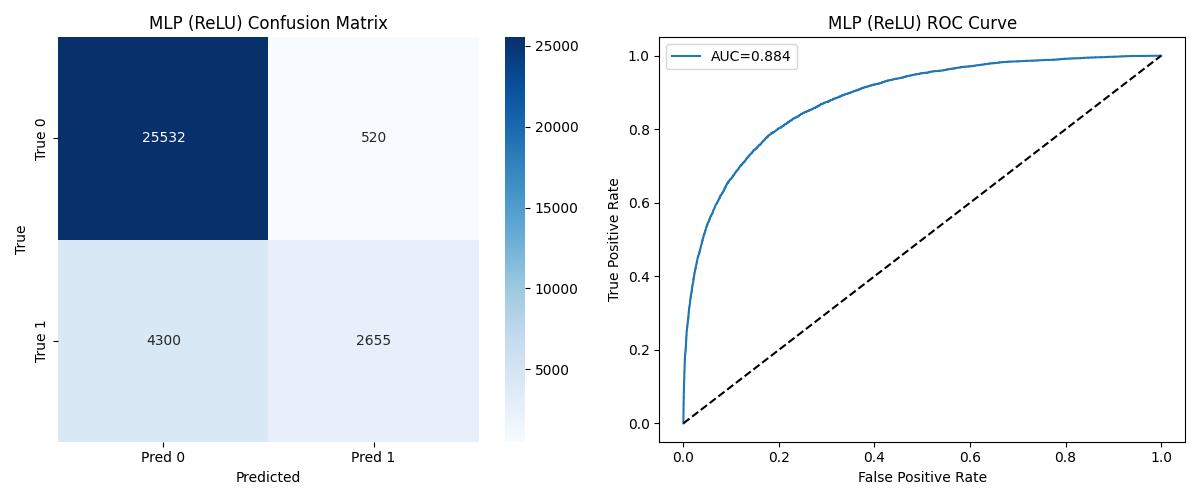 MLP (ReLU) Confusion Matrix
True
True 0
True 1
25532
520
4300
2655
Pred 0
Pred 1
Predicted
25000
20000
15000
10000
5000
MLP (ReLU) ROC Curve
AUC=0.884
True Positive Rate
1.0
0.8
0.6
0.4
0.2
0.0
0.0
0.2
0.4
0.6
0.8
1.0
False Positive Rate